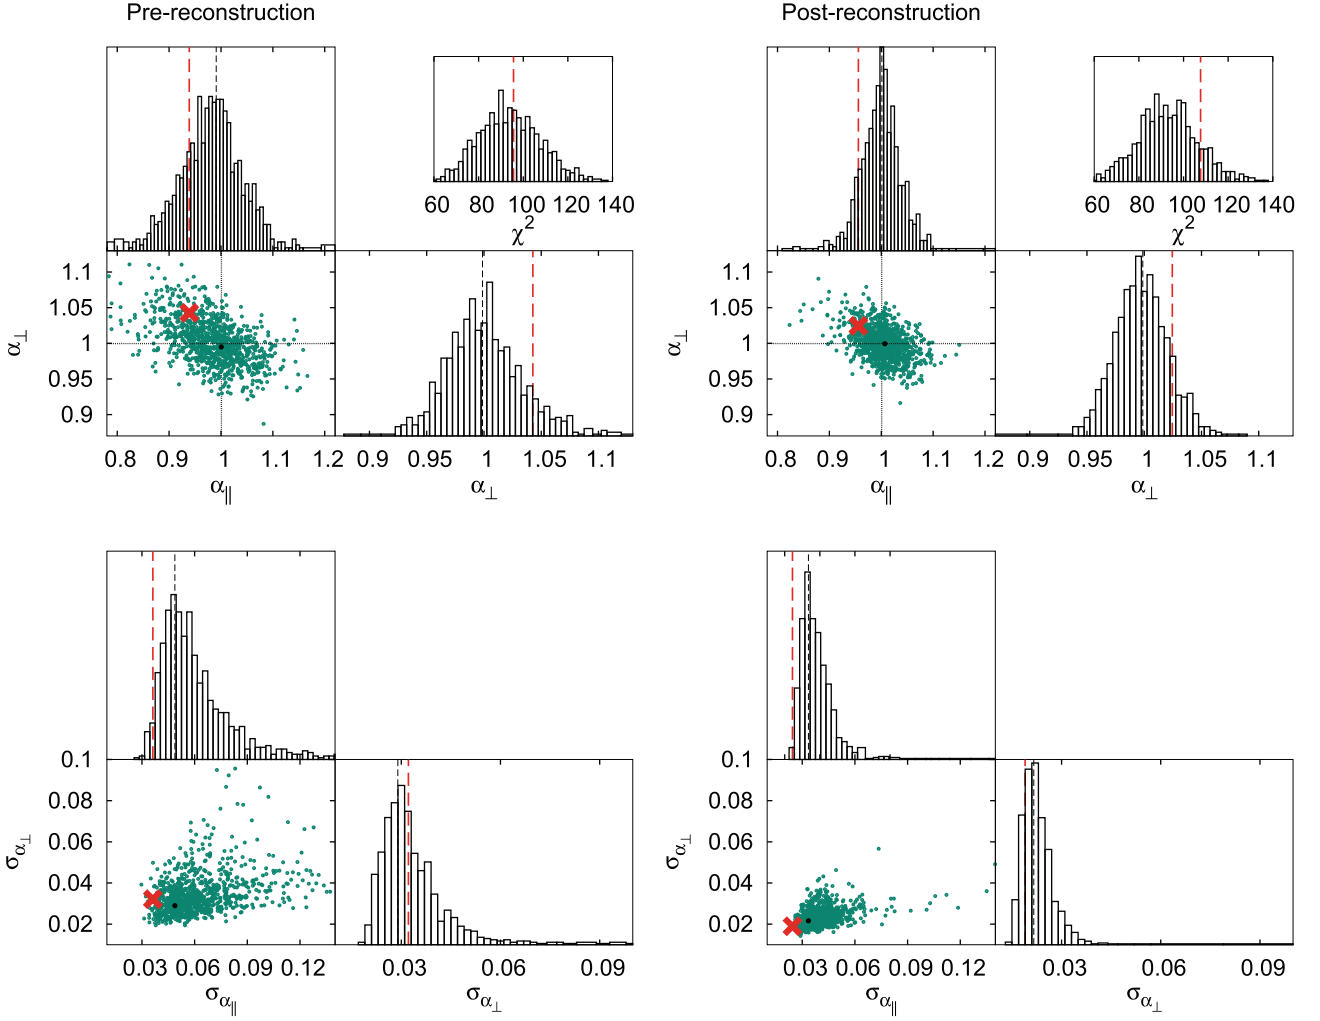 Pre-reconstruction Post-reconstruction
60 80 100 120 140 60 80 100 120 140
χ² χ²
1.1 1.1
1.05 1.05
α⊥ 1 α⊥ 1
0.95 0.95
0.9 0.9
0.8 0.9 1 1.1 1.2 0.9 0.95 1 1.05 1.1 0.8 0.9 1 1.1 1.2 0.9 0.95 1 1.05 1.1
α∥ α⊥ α∥ α⊥
0.1 0.1
0.08 0.08
0.06 0.06
σα⊥ σα⊥
0.04 0.04
0.02 0.02
0.03 0.06 0.09 0.12 0.03 0.06 0.09 0.03 0.06 0.09 0.12 0.03 0.06 0.09
σα∥ σα⊥ σα∥ σα⊥